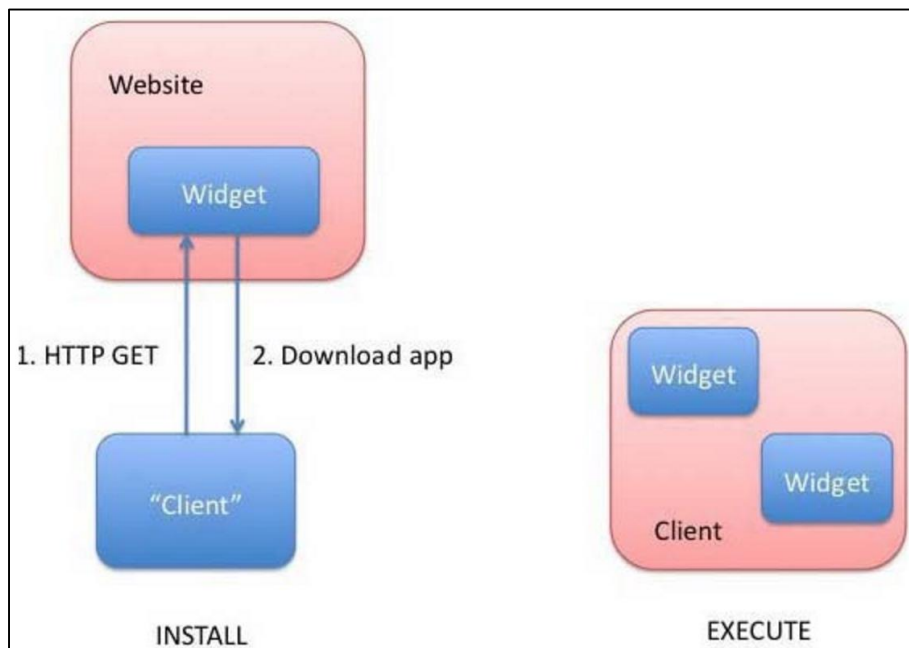 Website
Widget
1. HTTP GET
2. Download app
“Client”
INSTALL
Widget
Widget
Client
EXECUTE